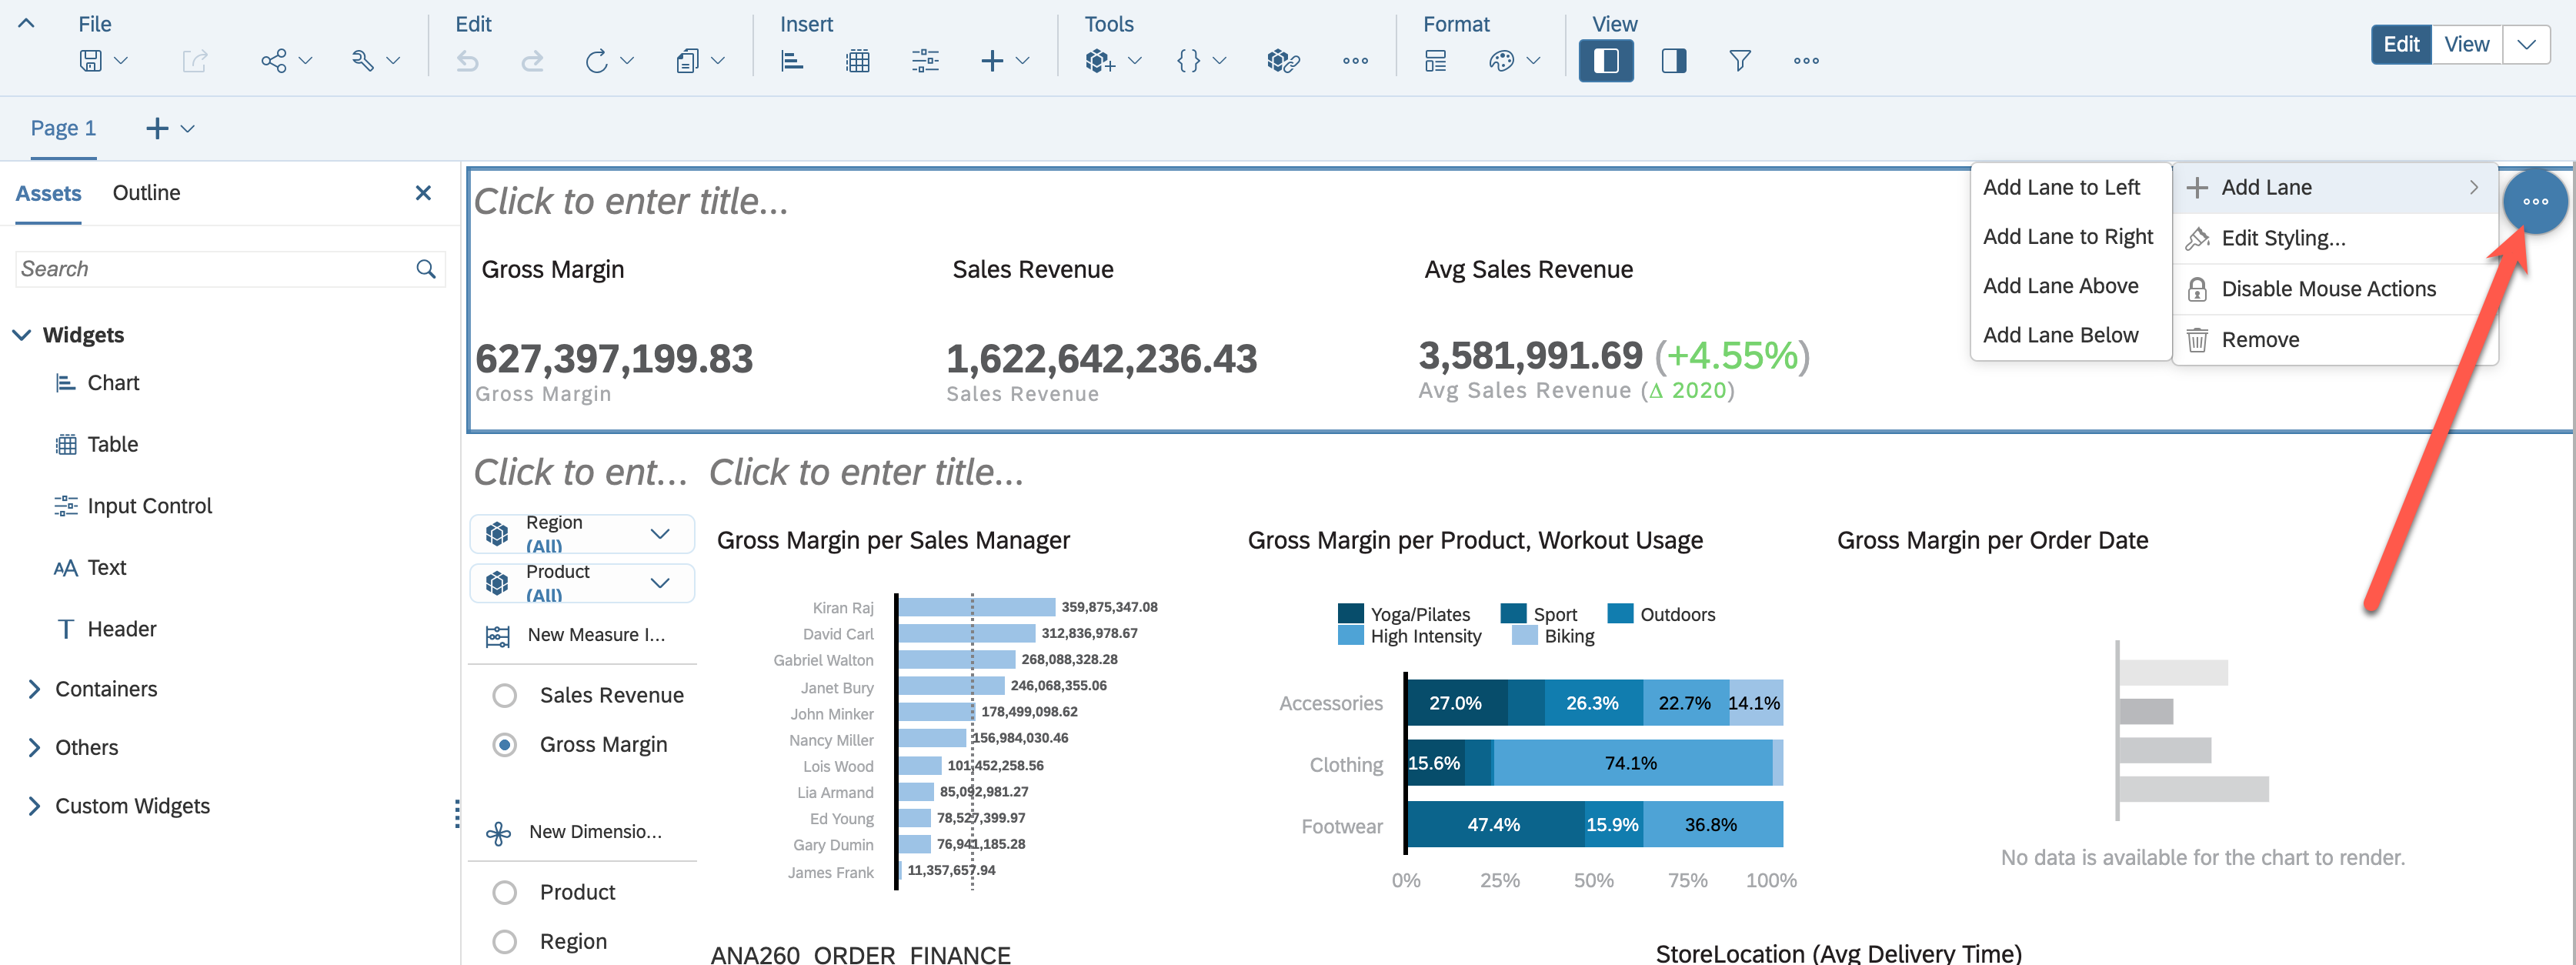 File
Edit
Insert
Tools
Format
View
Edit
View
Page 1
Assets
Outline
Search
Widgets
Chart
Table
Input Control
Text
Header
Containers
Others
Custom Widgets
Click to enter title...
Gross Margin
627,397,199.83
Gross Margin
Sales Revenue
1,622,642,236.43
Sales Revenue
Avg Sales Revenue
3,581,991.69 (+4.55%)
Avg Sales Revenue (Δ 2020)
Add Lane to Left
Add Lane to Right
Add Lane Above
Add Lane Below
Add Lane
Edit Styling...
Disable Mouse Actions
Remove
Click to ent...
Region
(All)
Product
(All)
New Measure I...
Sales Revenue
Gross Margin
New Dimensio...
Product
Region
Click to enter title...
Gross Margin per Sales Manager
Kiran Raj 359,875,347.08
David Carl 312,836,978.67
Gabriel Walton 268,088,328.28
Janet Bury 246,068,355.06
John Minker 178,499,098.62
Nancy Miller 156,984,030.46
Lois Wood 101,452,258.56
Lia Armand 85,092,981.27
Ed Young 78,527,399.97
Gary Dumin 76,941,185.28
James Frank 11,357,657.94
Gross Margin per Product, Workout Usage
Yoga/Pilates Sport Outdoors
High Intensity Biking
Accessories 27.0% 26.3% 22.7% 14.1%
Clothing 15.6% 74.1%
Footwear 47.4% 15.9% 36.8%
0% 25% 50% 75% 100%
Gross Margin per Order Date
No data is available for the chart to render.
ANA260_ORDER_FINANCE
StoreLocation (Avg Delivery Time)